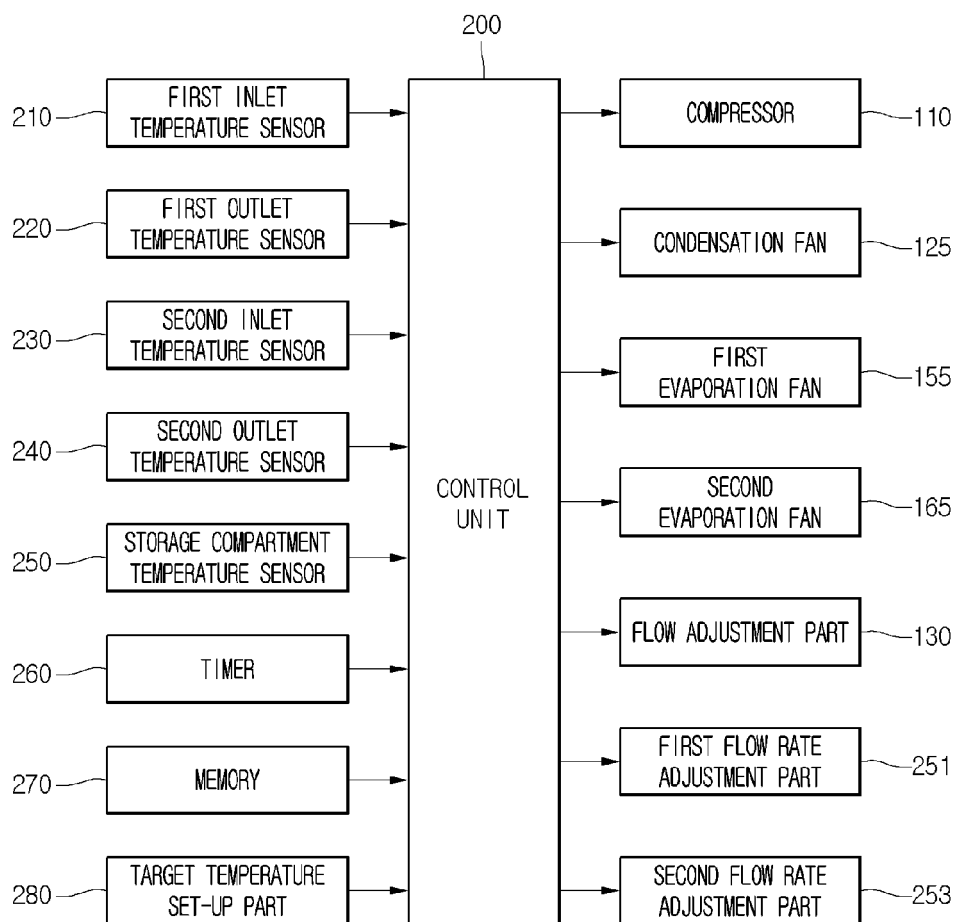 200
210
FIRST INLET
TEMPERATURE SENSOR
220
FIRST OUTLET
TEMPERATURE SENSOR
230
SECOND INLET
TEMPERATURE SENSOR
240
SECOND OUTLET
TEMPERATURE SENSOR
250
STORAGE COMPARTMENT
TEMPERATURE SENSOR
260
TIMER
270
MEMORY
280
TARGET TEMPERATURE
SET-UP PART
CONTROL
UNIT
COMPRESSOR
110
CONDENSATION FAN
125
FIRST
EVAPORATION FAN
155
SECOND
EVAPORATION FAN
165
FLOW ADJUSTMENT PART
130
FIRST FLOW RATE
ADJUSTMENT PART
251
SECOND FLOW RATE
ADJUSTMENT PART
253